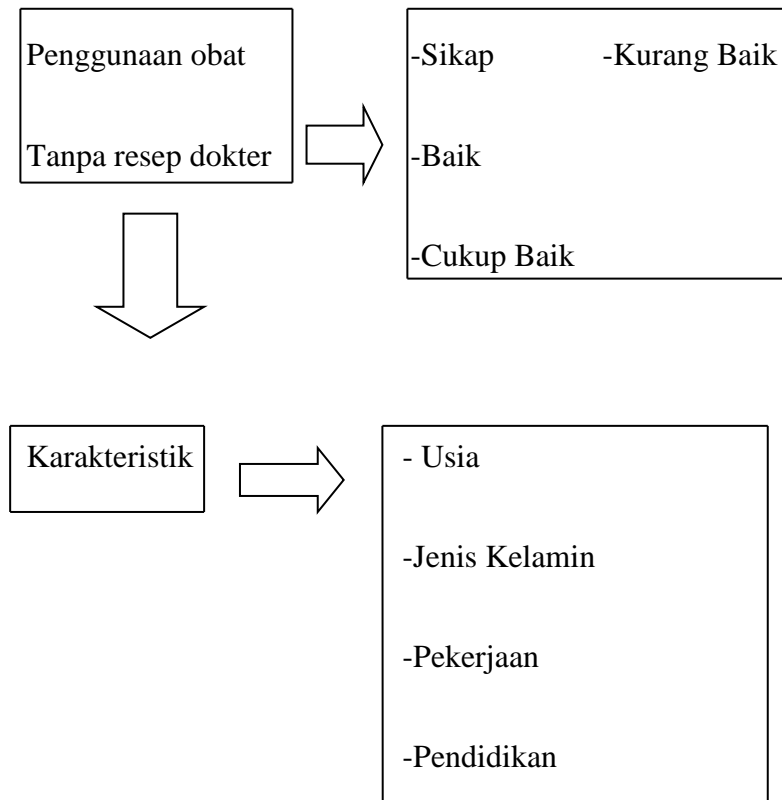 Penggunaan obat
Tanpa resep dokter
-Sikap -Kurang Baik
-Baik
-Cukup Baik
Karakteristik
- Usia
-Jenis Kelamin
-Pekerjaan
-Pendidikan